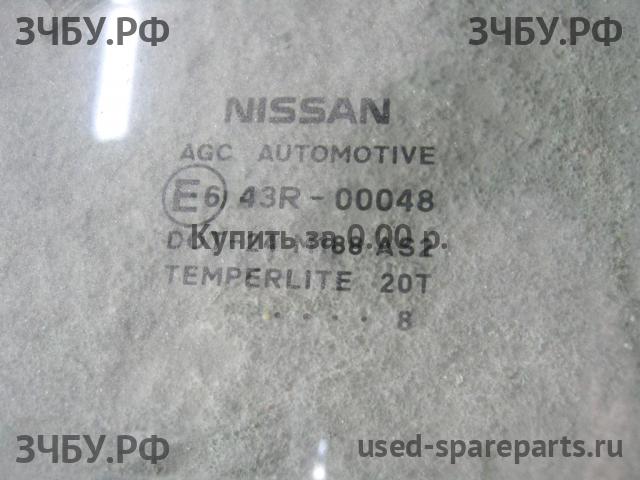 ЗЧБУ.РФ ЗЧБУ.РФ
NISSAN
AGC AUTOMOTIVE
E6 43R-00048
Купить за 0.00 р.
AS2
TEMPERLITE 20T
. . . . 8
ЗЧБУ.РФ used-spareparts.ru